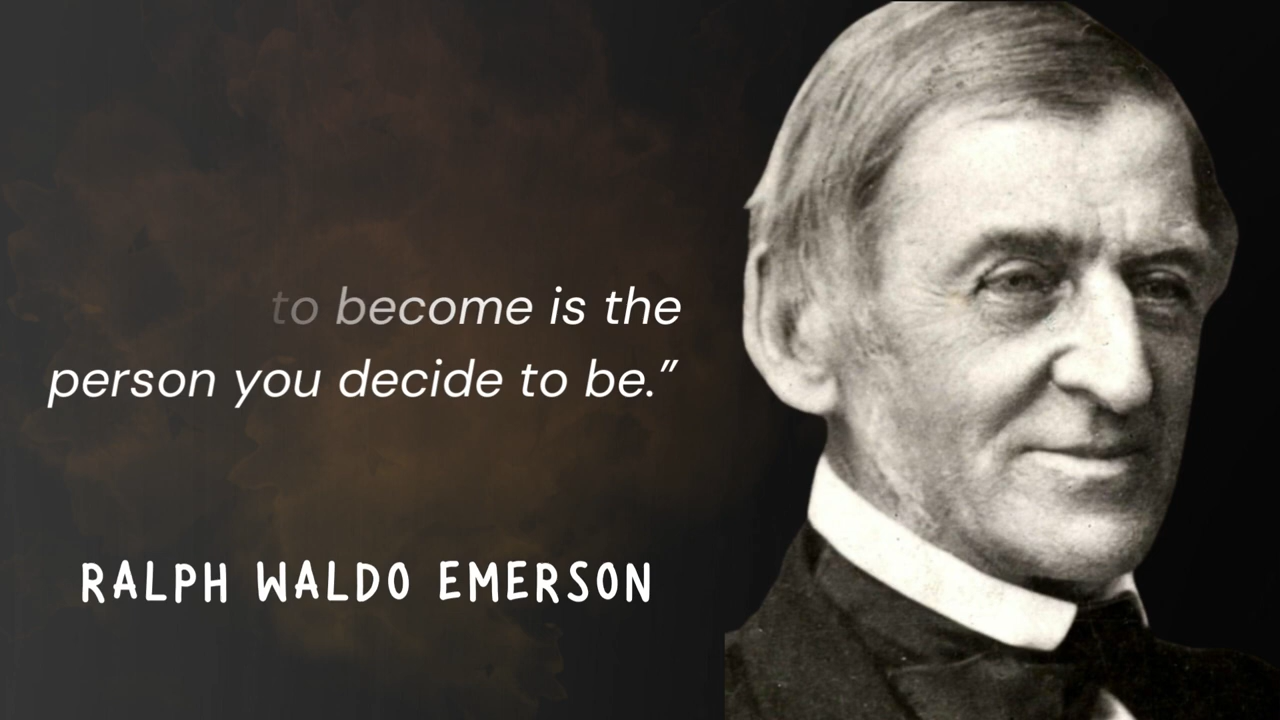 to become is the
person you decide to be.”
RALPH WALDO EMERSON